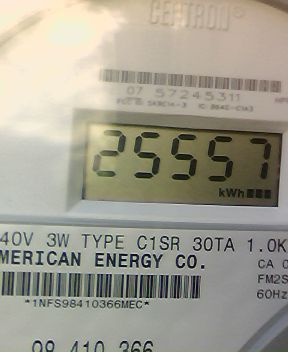 CENTRON®
07 57245311
25557
kWh
40V 3W TYPE C1SR 30TA 1.0K
MERICAN ENERGY CO.
CA 0
FM2S
*1NFS98410366MEC*
60Hz
98 410 366